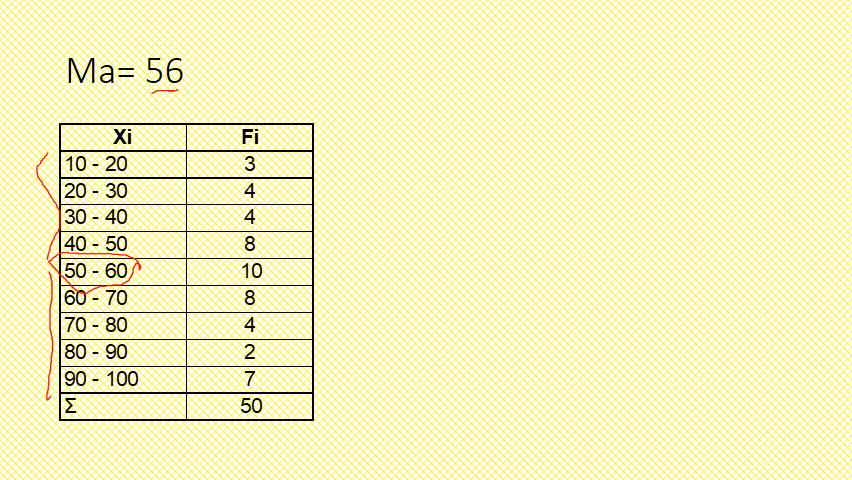 Ma= 56
Xi Fi
10 - 20 3
20 - 30 4
30 - 40 4
40 - 50 8
50 - 60 10
60 - 70 8
70 - 80 4
80 - 90 2
90 - 100 7
Σ 50